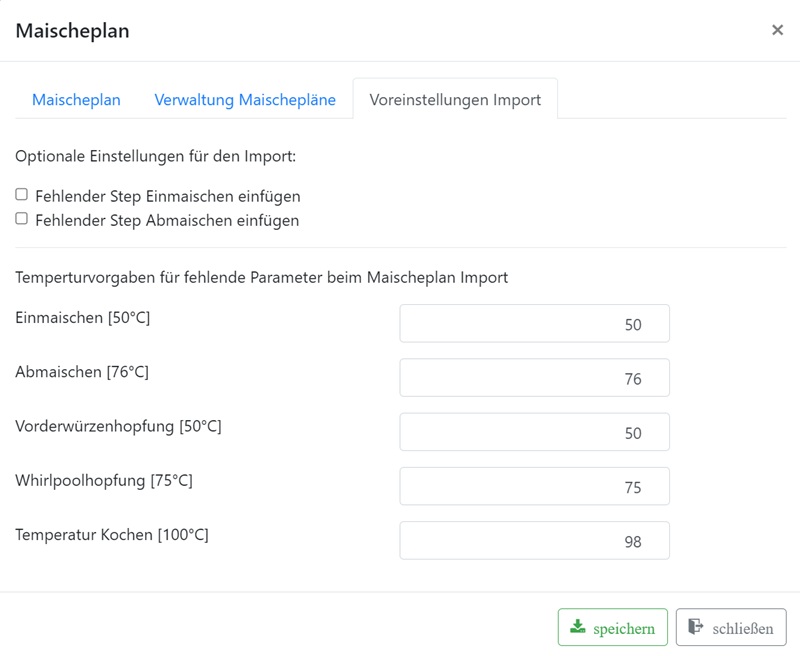 Maischeplan
×
Maischeplan Verwaltung Maischepläne Voreinstellungen Import
Optionale Einstellungen für den Import:
Fehlender Step Einmaischen einfügen
Fehlender Step Abmaischen einfügen
Temperturvorgaben für fehlende Parameter beim Maischeplan Import
Einmaischen [50°C] 50
Abmaischen [76°C] 76
Vorderwürzenhopfung [50°C] 50
Whirlpoolhopfung [75°C] 75
Temperatur Kochen [100°C] 98
speichern schließen